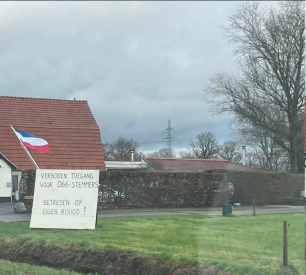 VERBODEN TOEGANG
VOOR D66-STEMMERS
BETREDEN OP
EIGEN RISICO !